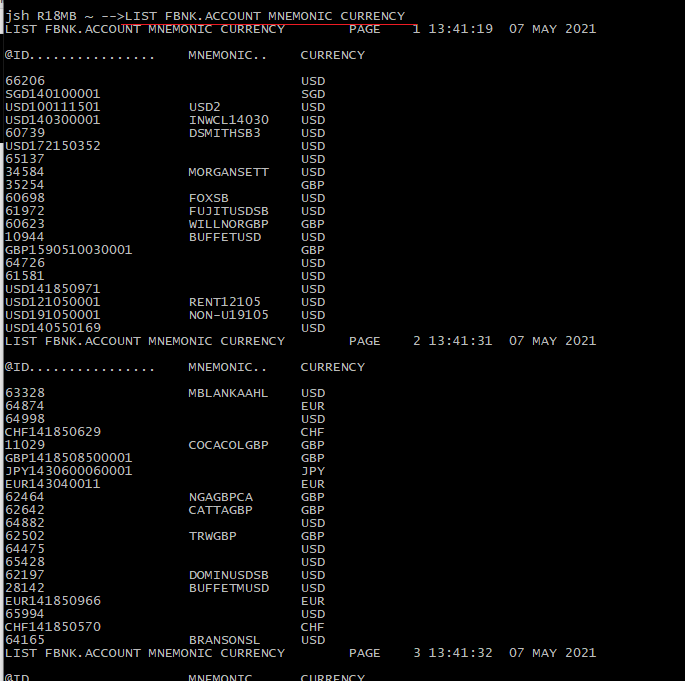 jsh R18MB ~ -->LIST FBNK.ACCOUNT MNEMONIC CURRENCY
LIST FBNK.ACCOUNT MNEMONIC CURRENCY        PAGE    1 13:41:19  07 MAY 2021
@ID................    MNEMONIC..    CURRENCY
66206    USD
SGD140100001    SGD
USD100111501    USD2    USD
USD140300001    INWCL14030    USD
60739    DSMITHSB3    USD
USD172150352    USD
65137    USD
34584    MORGANSETT    USD
35254    GBP
60698    FOXSB    USD
61972    FUJITUSDSB    USD
60623    WILLNORGBP    GBP
10944    BUFFETUSD    USD
GBP1590510030001    GBP
64726    USD
61581    USD
USD141850971    USD
USD121050001    RENT12105    USD
USD191050001    NON-U19105    USD
USD140550169    USD
LIST FBNK.ACCOUNT MNEMONIC CURRENCY        PAGE    2 13:41:31  07 MAY 2021
@ID................    MNEMONIC..    CURRENCY
63328    MBLANKAAHL    USD
64874    EUR
64998    USD
CHF141850629    CHF
11029    COCACOLGBP    GBP
GBP1418508500001    GBP
JPY1430600060001    JPY
EUR143040011    EUR
62464    NGAGBPCA    GBP
62642    CATTAGBP    GBP
64882    USD
62502    TRWGBP    GBP
64475    USD
65428    USD
62197    DOMINUSDSB    USD
28142    BUFFETMUSD    USD
EUR141850966    EUR
65994    USD
CHF141850570    CHF
64165    BRANSONSL    USD
LIST FBNK.ACCOUNT MNEMONIC CURRENCY        PAGE    3 13:41:32  07 MAY 2021
@ID................    MNEMONIC..    CURRENCY